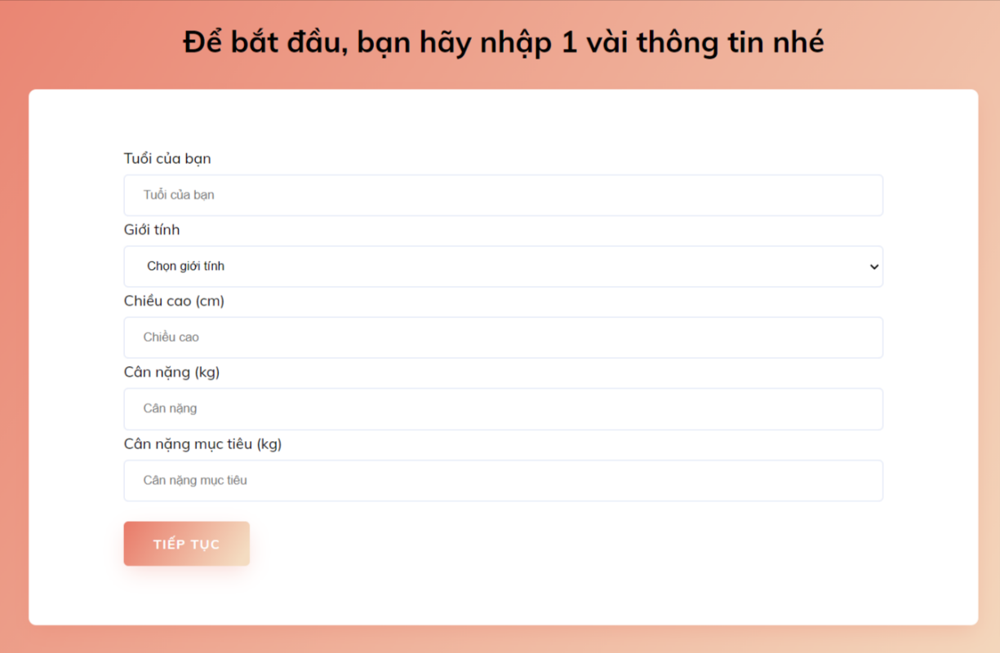 Để bắt đầu, bạn hãy nhập 1 vài thông tin nhé
Tuổi của bạn
Tuổi của bạn
Giới tính
Chọn giới tính
Chiều cao (cm)
Chiều cao
Cân nặng (kg)
Cân nặng
Cân nặng mục tiêu (kg)
Cân nặng mục tiêu
TIẾP TỤC